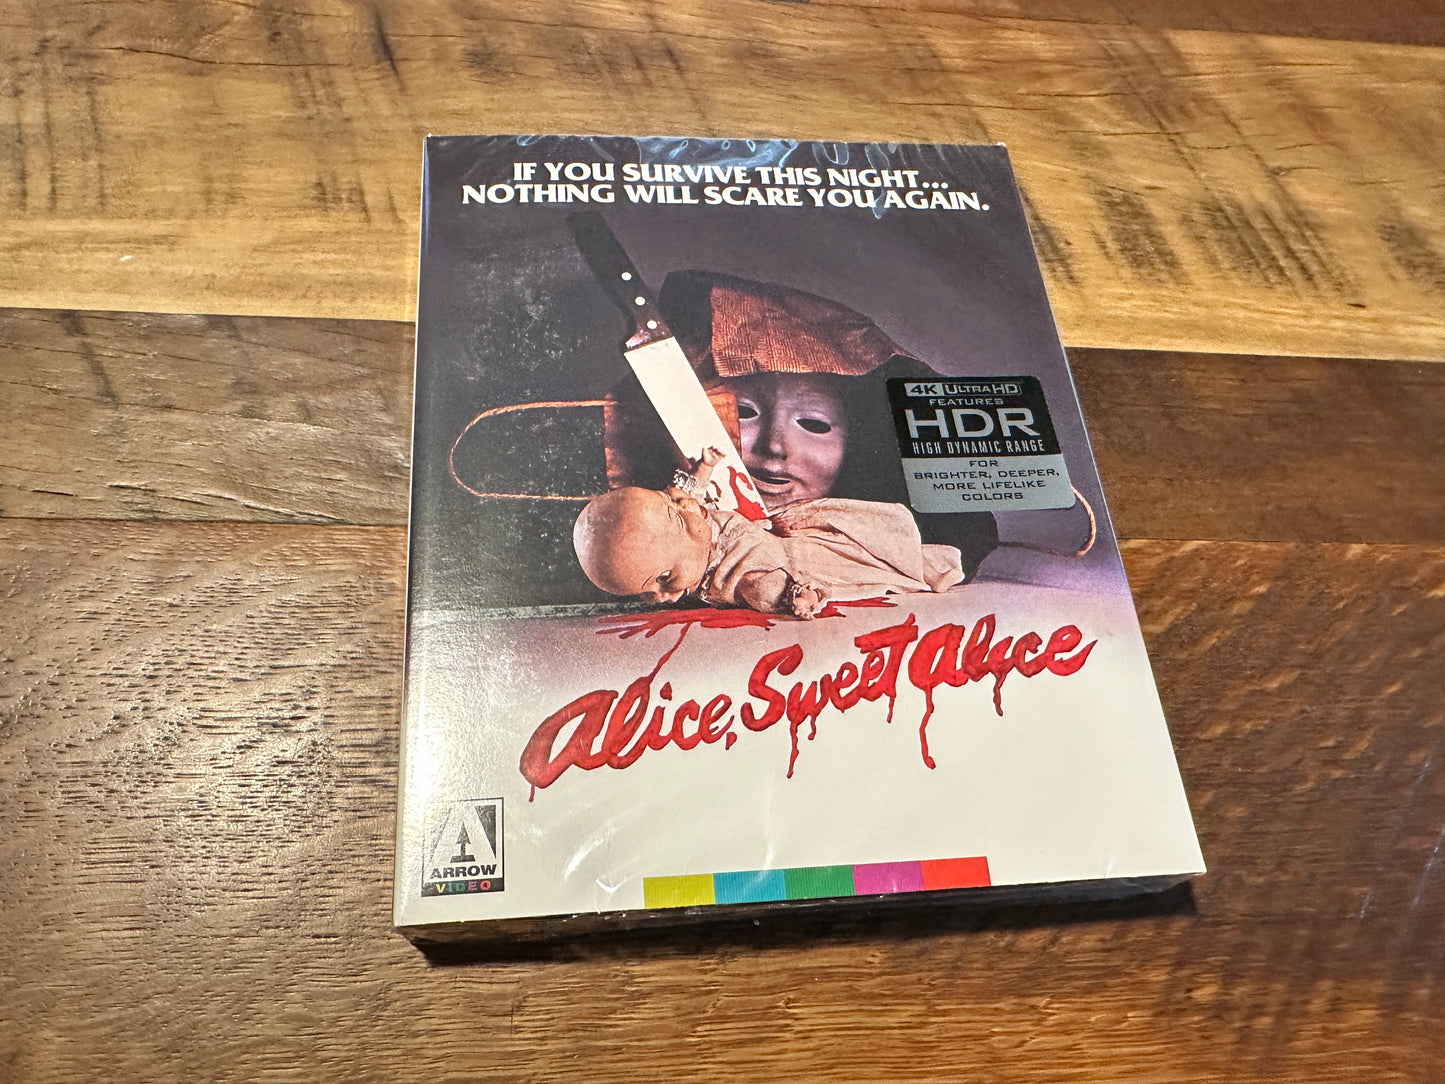 IF YOU SURVIVE THIS NIGHT...
NOTHING WILL SCARE YOU AGAIN.
4K ULTRA HD
FEATURES
HDR
HIGH DYNAMIC RANGE
FOR
BRIGHTER, DEEPER,
MORE LIFELIKE
COLORS
Alice, Sweet Alice
ARROW
VIDEO